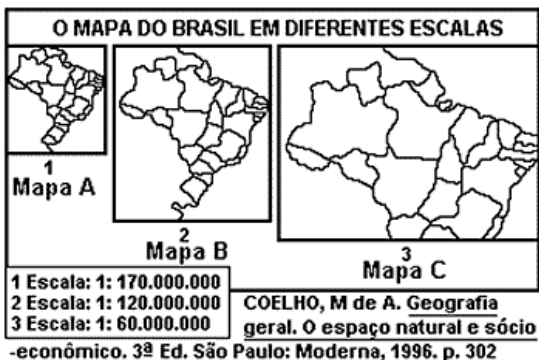 O MAPA DO BRASIL EM DIFERENTES ESCALAS
1
Mapa A
2
Mapa B
3
Mapa C
1 Escala: 1: 170.000.000
2 Escala: 1: 120.000.000
3 Escala: 1: 60.000.000
COELHO, M de A. Geografia
geral. O espaço natural e sócio
-econômico. 3ª Ed. São Paulo: Moderna, 1996. p. 302